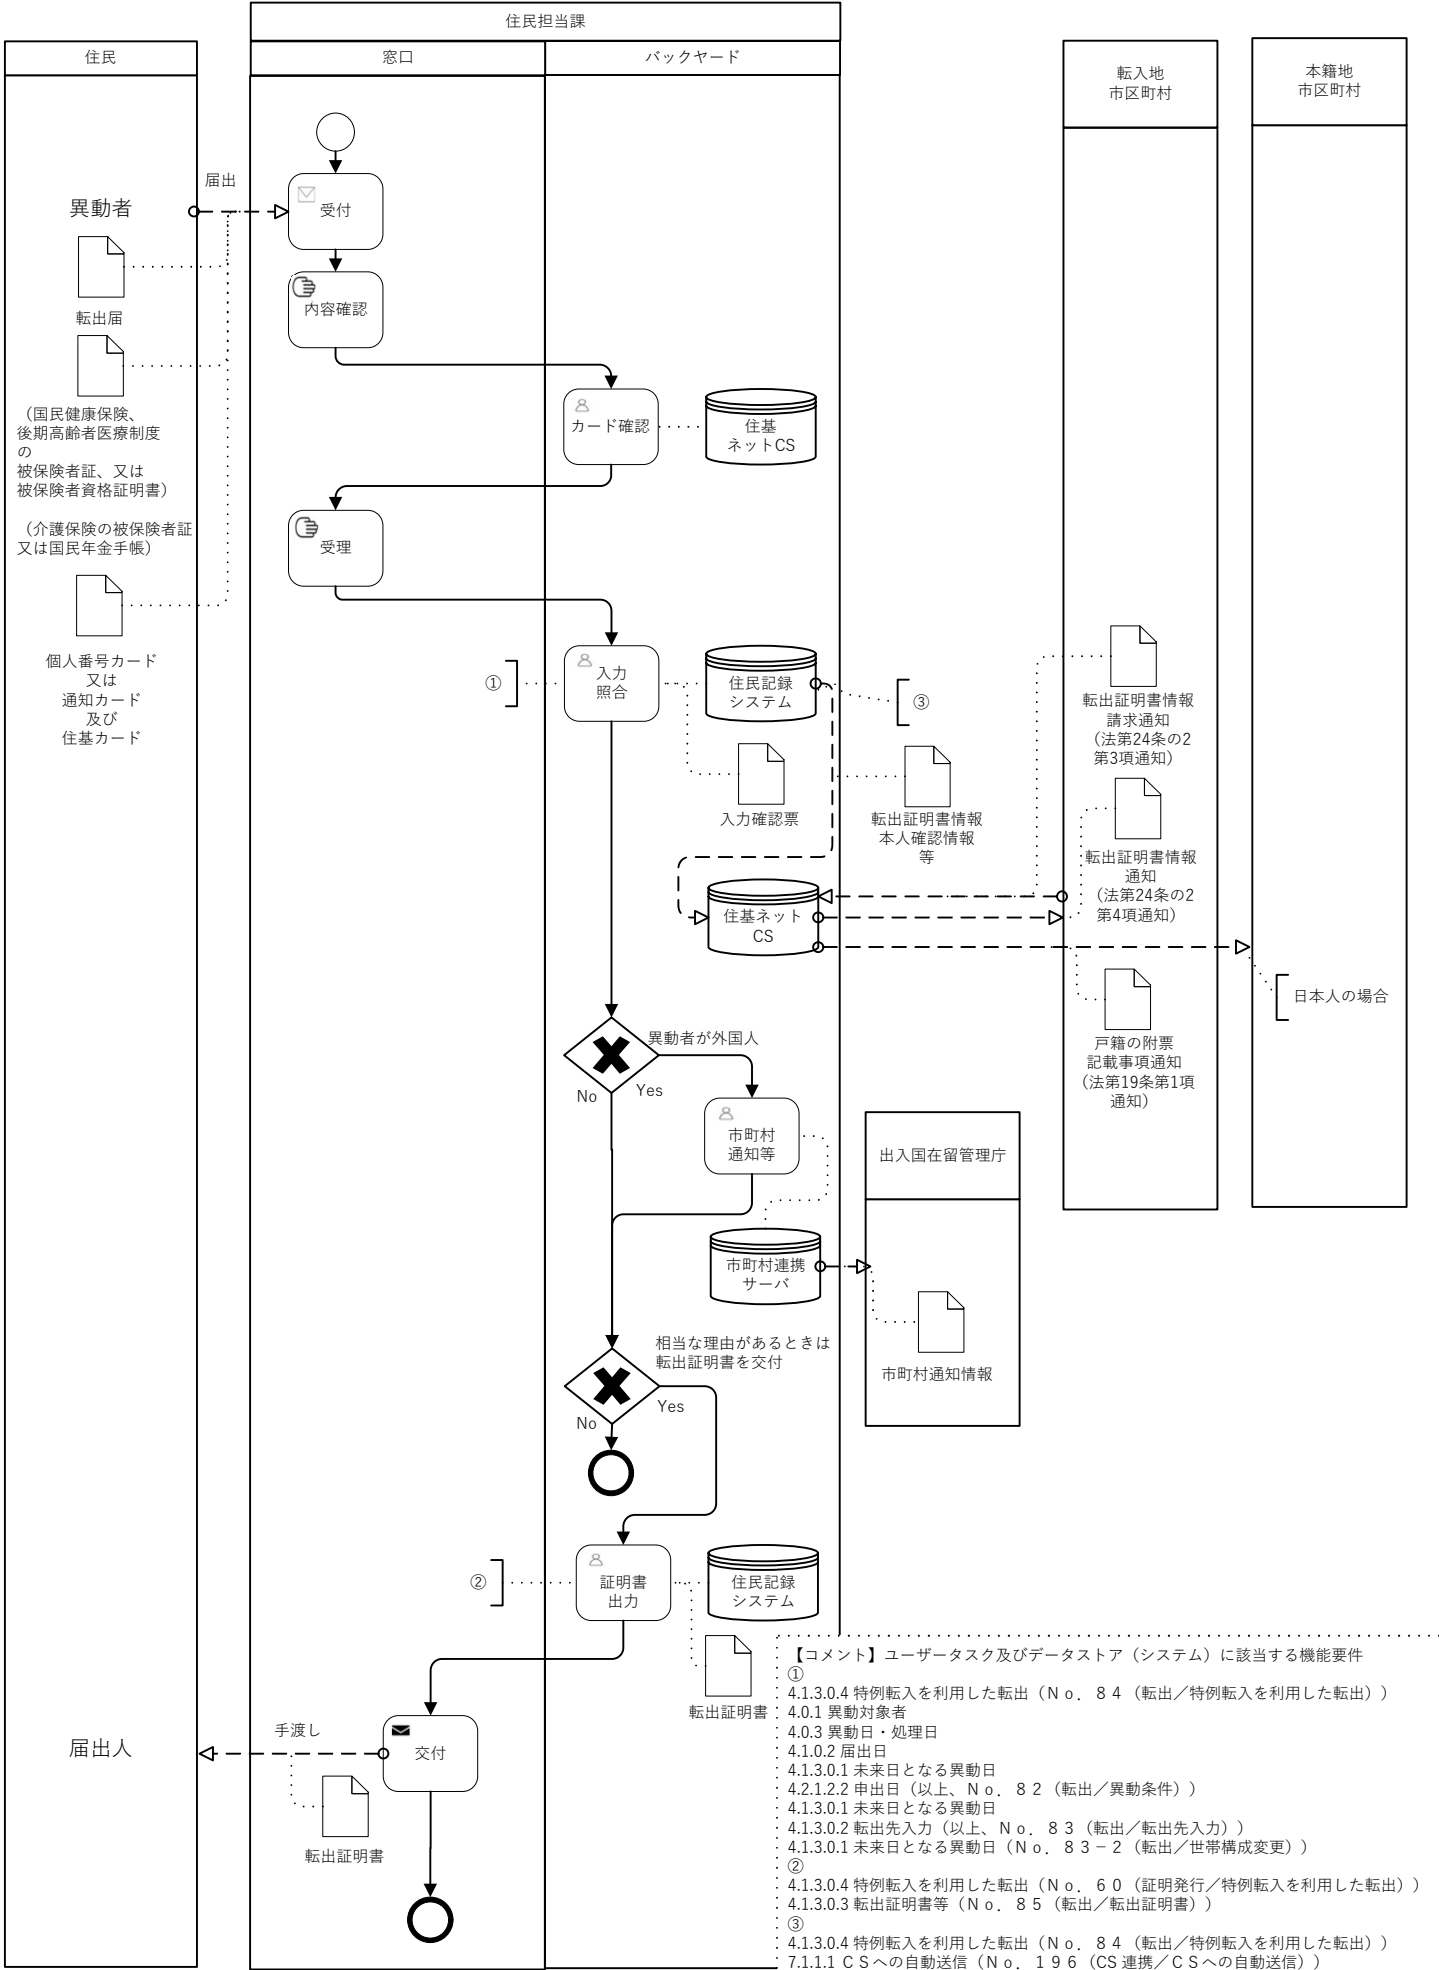 住民担当課
住民
窓口
バックヤード
転入地
市区町村
本籍地
市区町村
異動者
届出
受付
転出届
内容確認
（国民健康保険、
後期高齢者医療制度
の
被保険者証、又は
被保険者資格証明書）
（介護保険の被保険者証
又は国民年金手帳）
カード確認
住基
ネットCS
受理
個人番号カード
又は
通知カード
及び
住基カード
①
入力
照合
住民記録
システム
③
入力確認票
転出証明書情報
本人確認情報
等
転出証明書情報
請求通知
（法第24条の2
第3項通知）
転出証明書情報
通知
（法第24条の2
第4項通知）
住基ネット
CS
日本人の場合
戸籍の附票
記載事項通知
（法第19条第1項
通知）
異動者が外国人
No
Yes
市町村
通知等
出入国在留管理庁
市町村連携
サーバ
市町村通知情報
相当な理由があるときは
転出証明書を交付
No
Yes
②
証明書
出力
住民記録
システム
転出証明書
届出人
手渡し
交付
転出証明書
【コメント】ユーザータスク及びデータストア（システム）に該当する機能要件
①
4.1.3.0.4 特例転入を利用した転出（Ｎｏ．８４（転出／特例転入を利用した転出））
4.0.1 異動対象者
4.0.3 異動日・処理日
4.1.0.2 届出日
4.1.3.0.1 未来日となる異動日
4.2.1.2.2 申出日（以上、Ｎｏ．８２（転出／異動条件））
4.1.3.0.1 未来日となる異動日
4.1.3.0.2 転出先入力（以上、Ｎｏ．８３（転出／転出先入力））
4.1.3.0.1 未来日となる異動日（Ｎｏ．８３－２（転出／世帯構成変更））
②
4.1.3.0.4 特例転入を利用した転出（Ｎｏ．６０（証明発行／特例転入を利用した転出））
4.1.3.0.3 転出証明書等（Ｎｏ．８５（転出／転出証明書））
③
4.1.3.0.4 特例転入を利用した転出（Ｎｏ．８４（転出／特例転入を利用した転出））
7.1.1.1 ＣＳへの自動送信（Ｎｏ．１９６（CS 連携／ＣＳへの自動送信））